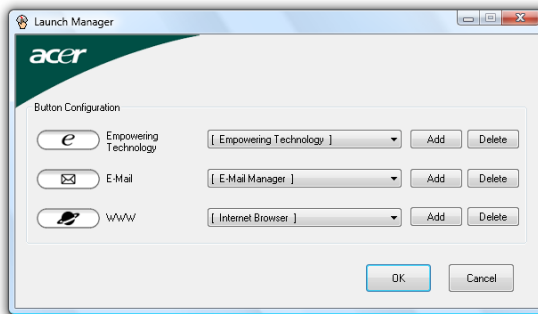 Launch Manager
acer
Button Configuration
e Empowering Technology [ Empowering Technology ] Add Delete
E-Mail [ E-Mail Manager ] Add Delete
WWW [ Internet Browser ] Add Delete
OK Cancel